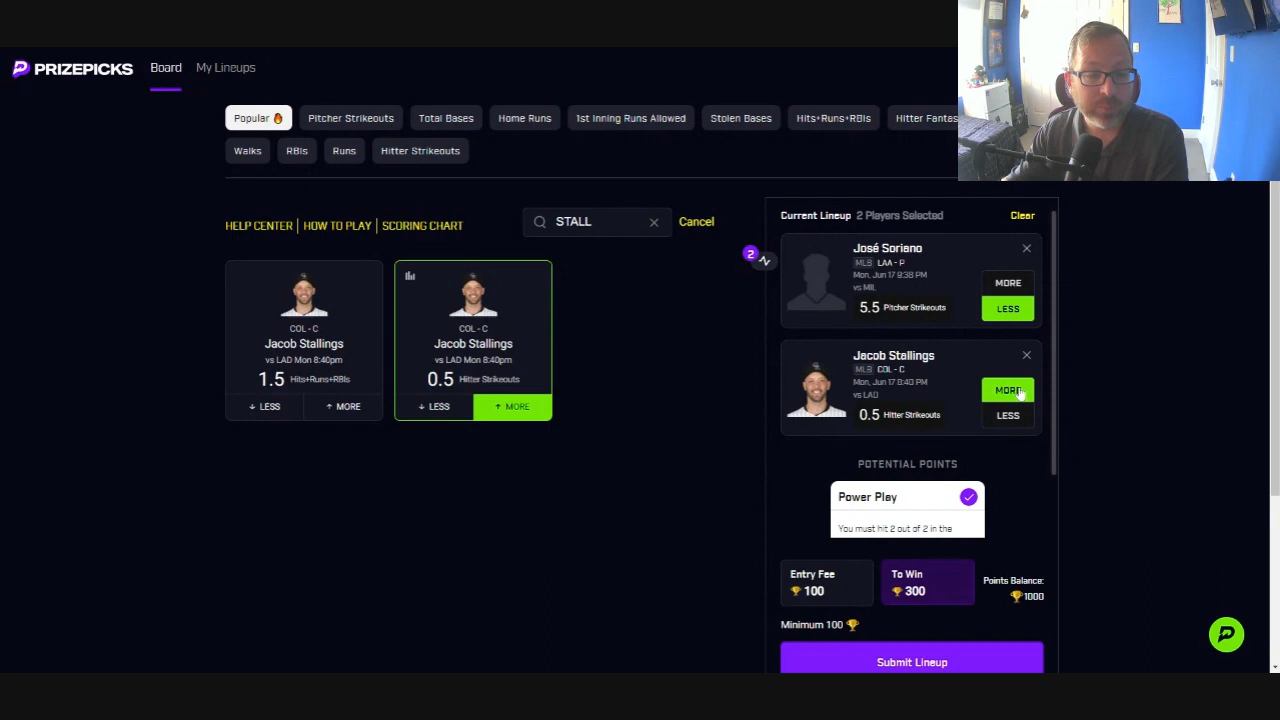 PRIZEPICKS
Board
My Lineups
Popular
Pitcher Strikeouts
Total Bases
Home Runs
1st Inning Runs Allowed
Stolen Bases
Hits+Runs+RBIs
Hitter Fantas
Walks
RBIs
Runs
Hitter Strikeouts
HELP CENTER | HOW TO PLAY | SCORING CHART
STALL
Cancel
COL - C
Jacob Stallings
vs LAD Mon 8:40pm
1.5 Hits+Runs+RBIs
↓ LESS
↑ MORE
COL - C
Jacob Stallings
vs LAD Mon 8:40pm
0.5 Hitter Strikeouts
↓ LESS
↑ MORE
2
Current Lineup 2 Players Selected
Clear
José Soriano
MLB LAA - P
Mon, Jun 17 9:38 PM
vs MIL
5.5 Pitcher Strikeouts
MORE
LESS
Jacob Stallings
MLB COL - C
Mon, Jun 17 8:40 PM
vs LAD
0.5 Hitter Strikeouts
MORE
LESS
POTENTIAL POINTS
Power Play
You must hit 2 out of 2 in the
Entry Fee
100
To Win
300
Points Balance:
1000
Minimum 100
Submit Lineup